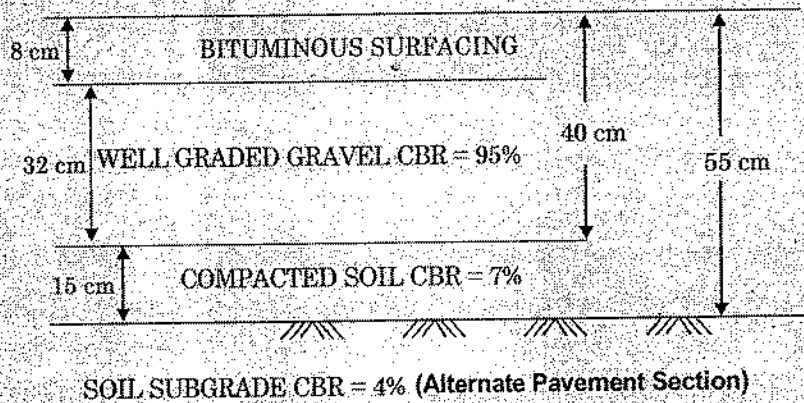 8 cm
BITUMINOUS SURFACING
32 cm
WELL GRADED GRAVEL CBR = 95%
40 cm
55 cm
15 cm
COMPACTED SOIL CBR = 7%
SOIL SUBGRADE CBR = 4% (Alternate Pavement Section)